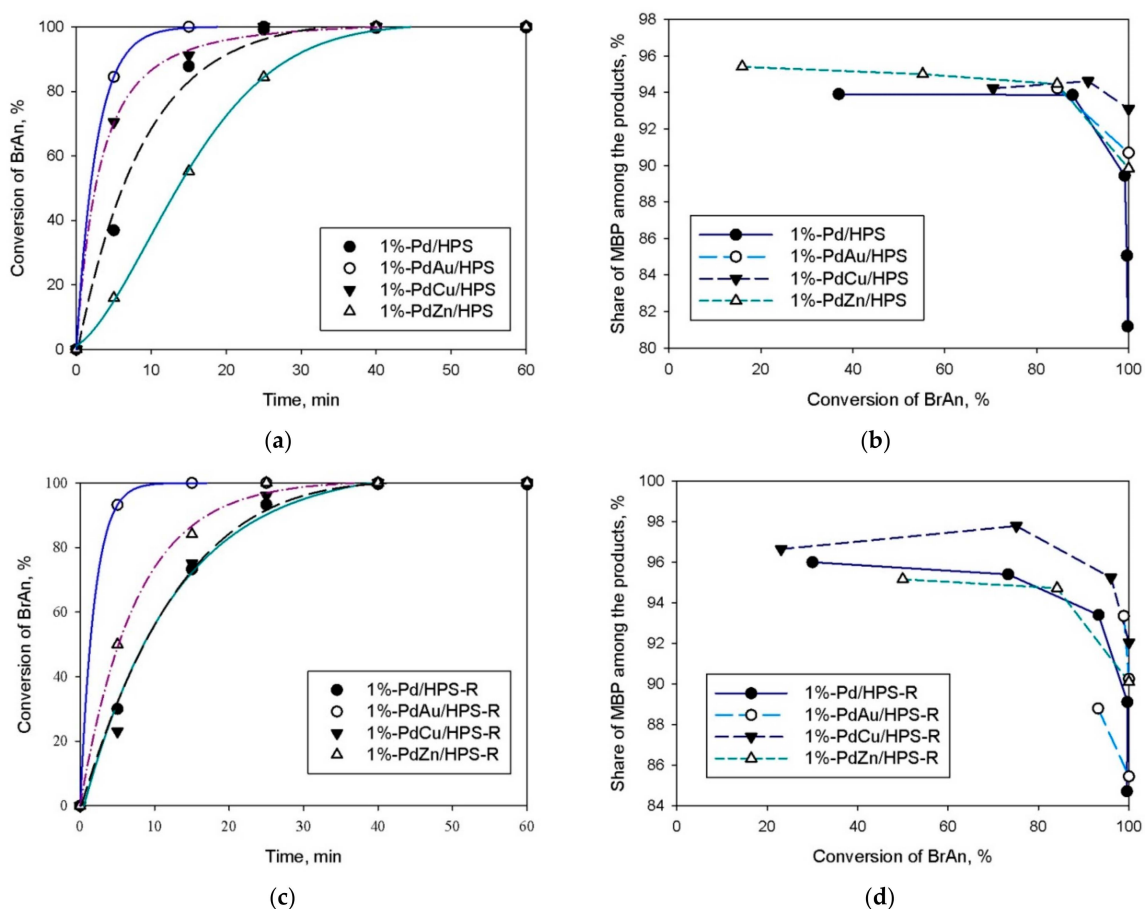 Conversion of BrAn, %
100
80
60
40
20
0
1%-Pd/HPS
1%-PdAu/HPS
1%-PdCu/HPS
1%-PdZn/HPS
0 10 20 30 40 50 60
Time, min
(a)
Share of MBP among the products, %
98
96
94
92
90
88
86
84
82
80
1%-Pd/HPS
1%-PdAu/HPS
1%-PdCu/HPS
1%-PdZn/HPS
0 20 40 60 80 100
Conversion of BrAn, %
(b)
Conversion of BrAn, %
100
80
60
40
20
0
1%-Pd/HPS-R
1%-PdAu/HPS-R
1%-PdCu/HPS-R
1%-PdZn/HPS-R
0 10 20 30 40 50 60
Time, min
(c)
Share of MBP among the products, %
100
98
96
94
92
90
88
86
84
1%-Pd/HPS-R
1%-PdAu/HPS-R
1%-PdCu/HPS-R
1%-PdZn/HPS-R
0 20 40 60 80 100
Conversion of BrAn, %
(d)